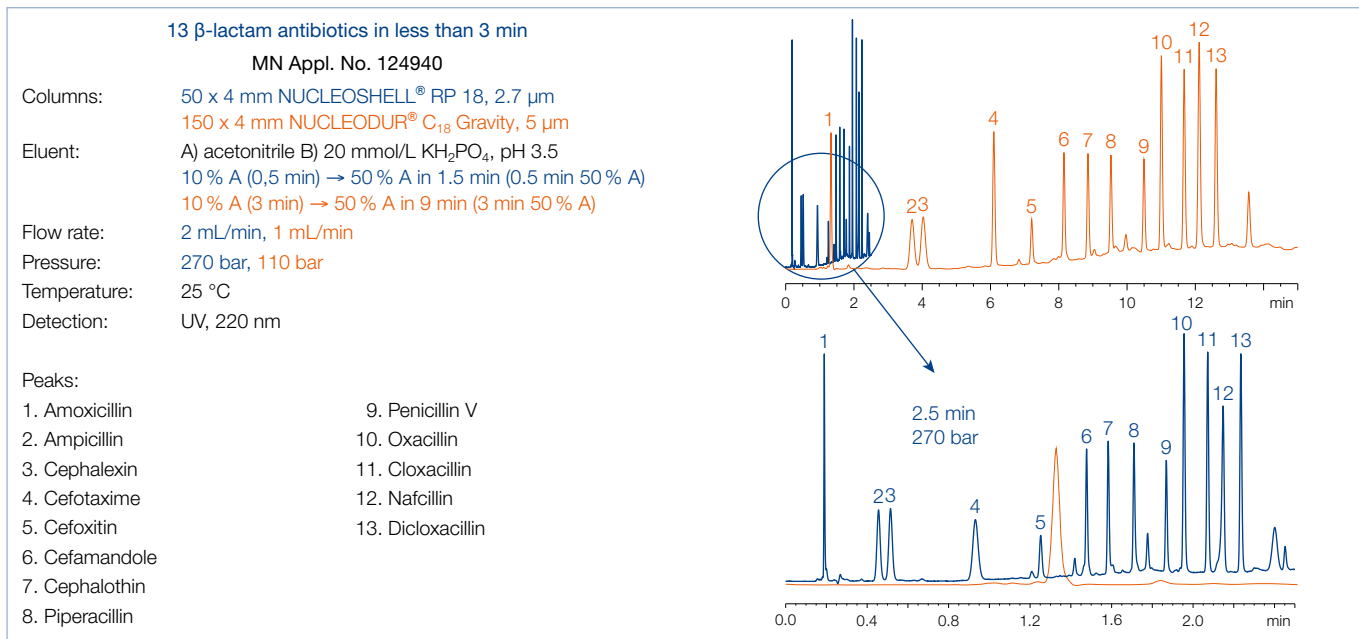 13 β-lactam antibiotics in less than 3 min
MN Appl. No. 124940
Columns: 50 x 4 mm NUCLEOSHELL® RP 18, 2.7 µm
150 x 4 mm NUCLEODUR® C₁₈ Gravity, 5 µm
Eluent: A) acetonitrile B) 20 mmol/L KH₂PO₄, pH 3.5
10 % A (0,5 min) → 50 % A in 1.5 min (0.5 min 50 % A)
10 % A (3 min) → 50 % A in 9 min (3 min 50 % A)
Flow rate: 2 mL/min, 1 mL/min
Pressure: 270 bar, 110 bar
Temperature: 25 °C
Detection: UV, 220 nm
Peaks:
1. Amoxicillin
2. Ampicillin
3. Cephalexin
4. Cefotaxime
5. Cefoxitin
6. Cefamandole
7. Cephalothin
8. Piperacillin
9. Penicillin V
10. Oxacillin
11. Cloxacillin
12. Nafcillin
13. Dicloxacillin
1 2 3 4 5 6 7 8 9 10 11 12 13
0 2 4 6 8 10 12 min
1 2 3 4 5 6 7 8 9 10 11 12 13
2.5 min
270 bar
0.0 0.4 0.8 1.2 1.6 2.0 min